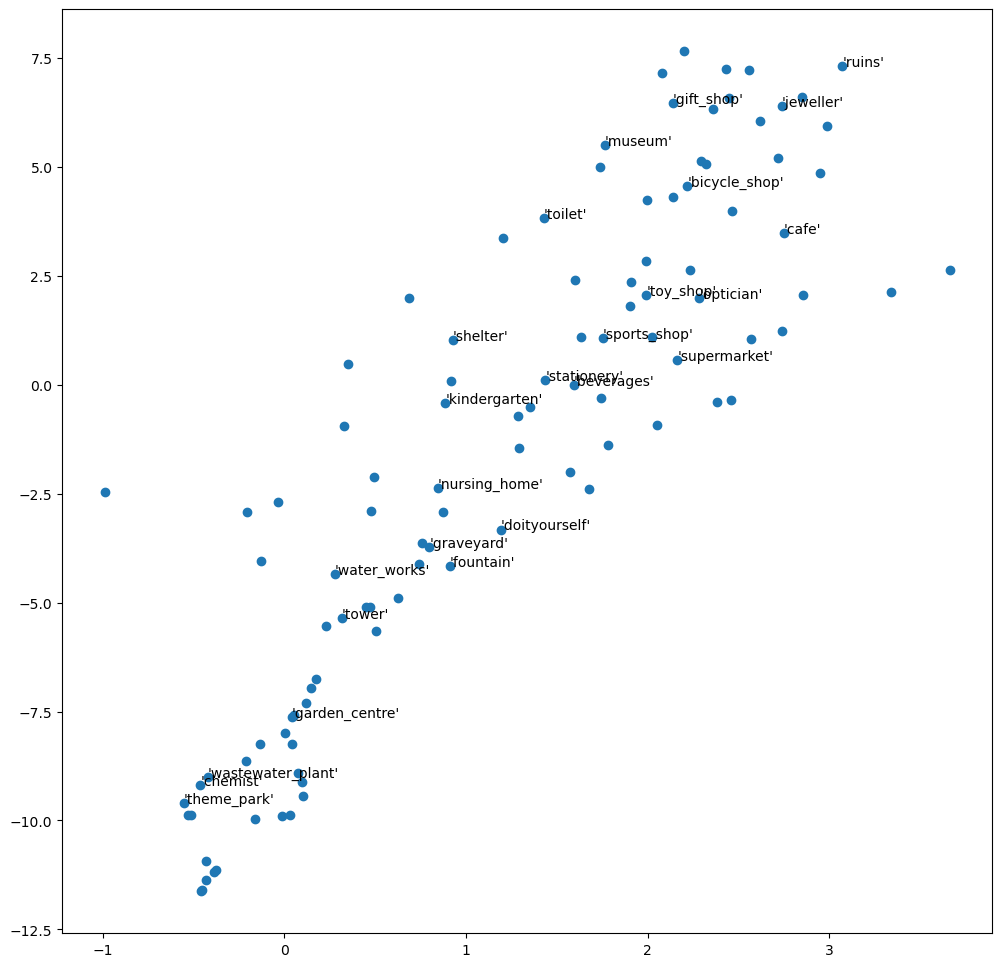 7.5
5.0
2.5
0.0
−2.5
−5.0
−7.5
−10.0
−12.5
−1
0
1
2
3
'ruins'
'gift_shop'
'jeweller'
'museum'
'bicycle_shop'
'toilet'
'cafe'
'toy_shop'
'optician'
'shelter'
'sports_shop'
'supermarket'
'stationery'
'beverages'
'kindergarten'
'nursing_home'
'doityourself'
'graveyard'
'fountain'
'water_works'
'tower'
'garden_centre'
'wastewater_plant'
'chemist'
'theme_park'